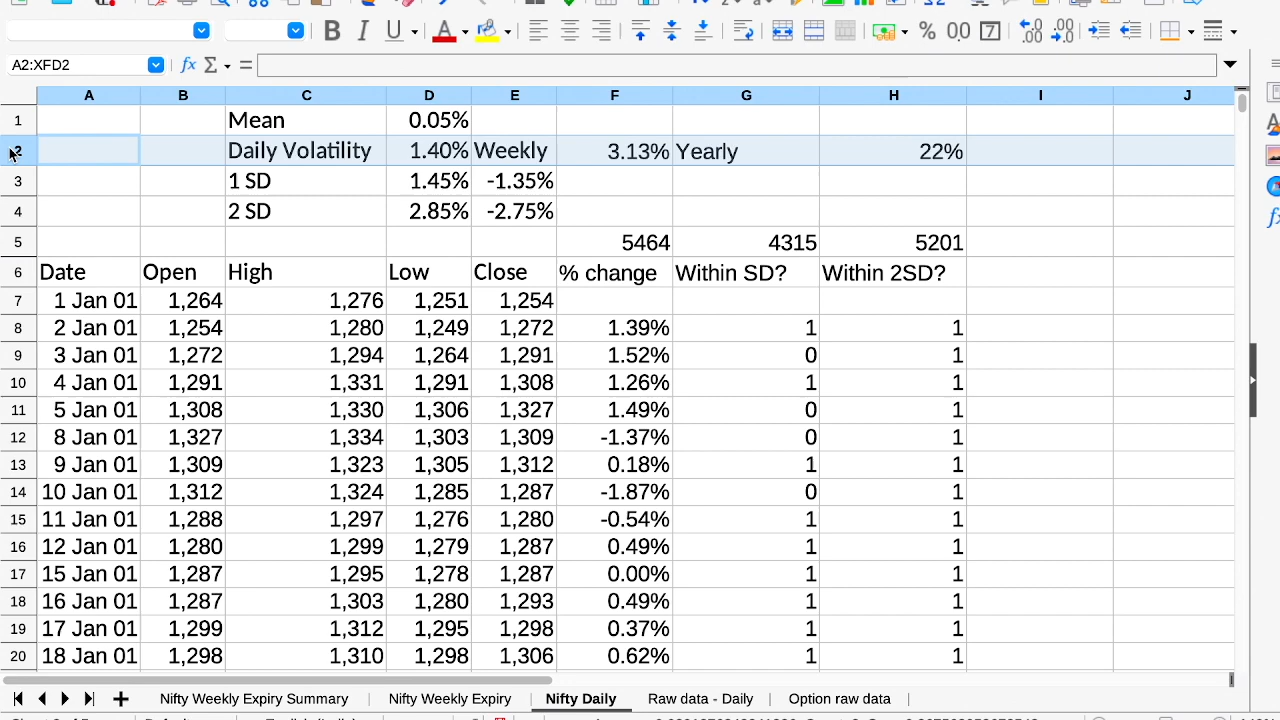 A2:XFD2
A B C D E F G H I J
1 Mean 0.05%
2 Daily Volatility 1.40% Weekly 3.13% Yearly 22%
3 1 SD 1.45% -1.35%
4 2 SD 2.85% -2.75%
5 5464 4315 5201
6 Date Open High Low Close % change Within SD? Within 2SD?
7 1 Jan 01 1,264 1,276 1,251 1,254
8 2 Jan 01 1,254 1,280 1,249 1,272 1.39% 1 1
9 3 Jan 01 1,272 1,294 1,264 1,291 1.52% 0 1
10 4 Jan 01 1,291 1,331 1,291 1,308 1.26% 1 1
11 5 Jan 01 1,308 1,330 1,306 1,327 1.49% 0 1
12 8 Jan 01 1,327 1,334 1,303 1,309 -1.37% 0 1
13 9 Jan 01 1,309 1,323 1,305 1,312 0.18% 1 1
14 10 Jan 01 1,312 1,324 1,285 1,287 -1.87% 0 1
15 11 Jan 01 1,288 1,297 1,276 1,280 -0.54% 1 1
16 12 Jan 01 1,280 1,299 1,279 1,287 0.49% 1 1
17 15 Jan 01 1,287 1,295 1,278 1,287 0.00% 1 1
18 16 Jan 01 1,287 1,303 1,280 1,293 0.49% 1 1
19 17 Jan 01 1,299 1,312 1,295 1,298 0.37% 1 1
20 18 Jan 01 1,298 1,310 1,298 1,306 0.62% 1 1
Nifty Weekly Expiry Summary Nifty Weekly Expiry Nifty Daily Raw data - Daily Option raw data